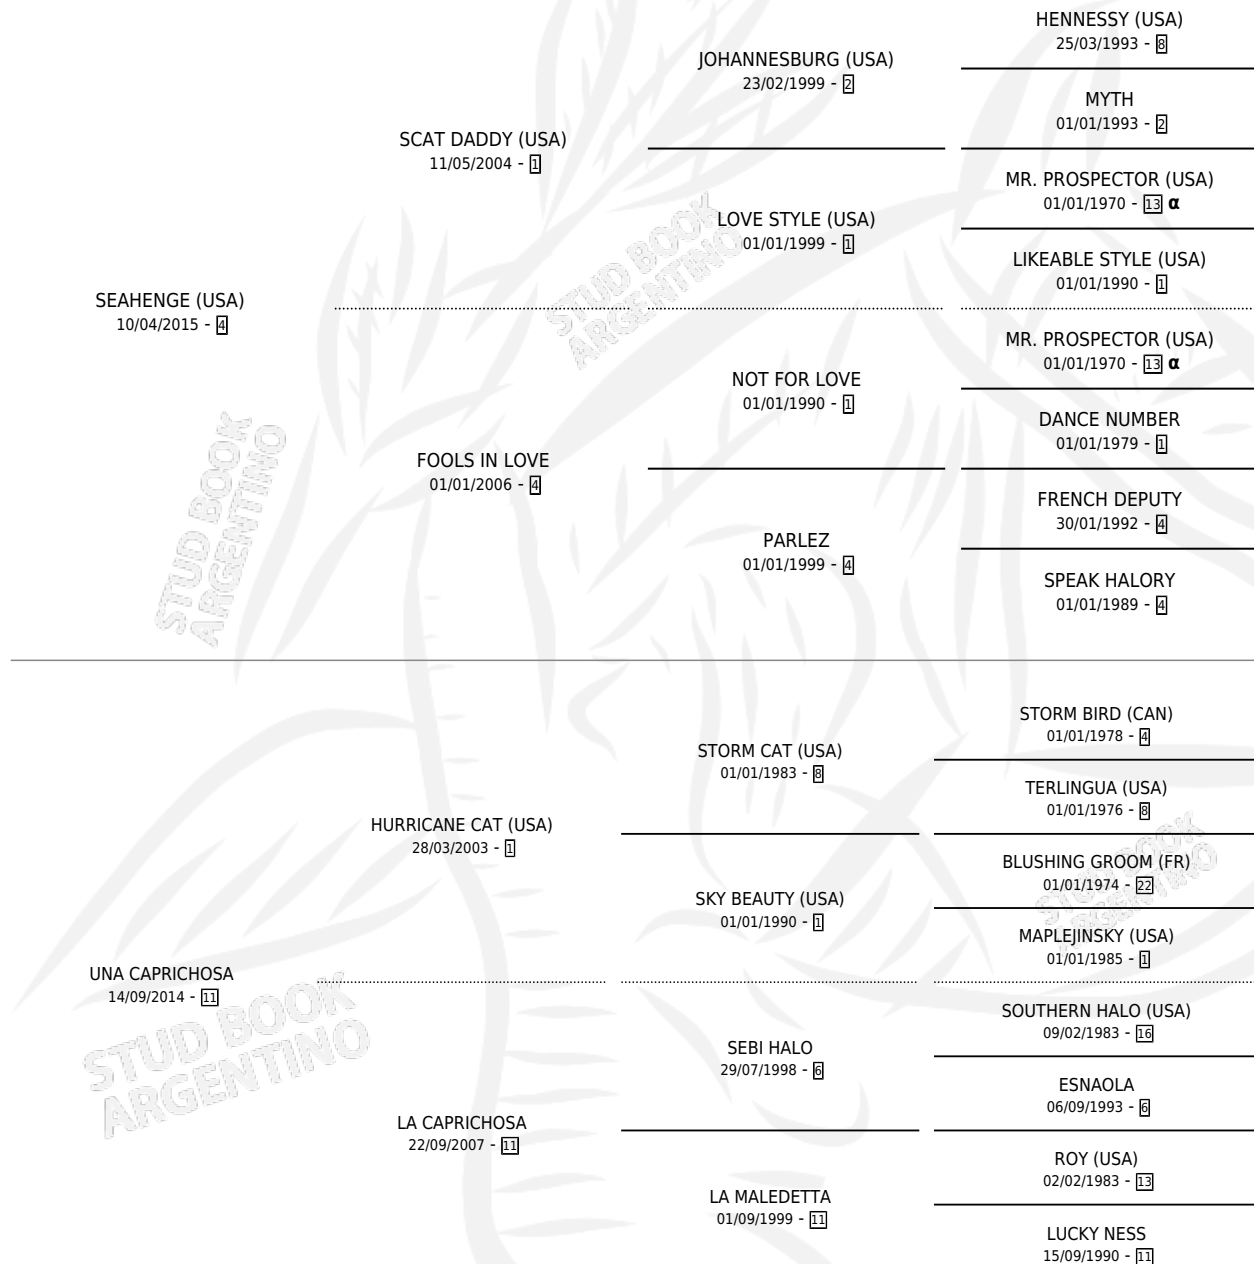 HENNESSY (USA)
25/03/1993 - 8
JOHANNESBURG (USA)
23/02/1999 - 2
MYTH
01/01/1993 - 2
SCAT DADDY (USA)
11/05/2004 - 1
MR. PROSPECTOR (USA)
01/01/1970 - 13 α
LOVE STYLE (USA)
01/01/1999 - 1
LIKEABLE STYLE (USA)
01/01/1990 - 1
STUD BOOK
ARGENTINO
SEAHENGE (USA)
10/04/2015 - 4
MR. PROSPECTOR (USA)
01/01/1970 - 13 α
NOT FOR LOVE
01/01/1990 - 1
DANCE NUMBER
01/01/1979 - 1
FOOLS IN LOVE
01/01/2006 - 4
FRENCH DEPUTY
30/01/1992 - 4
PARLEZ
01/01/1999 - 4
SPEAK HALORY
01/01/1989 - 4
STUD BOOK
ARGENTINO
STORM BIRD (CAN)
01/01/1978 - 4
STORM CAT (USA)
01/01/1983 - 8
TERLINGUA (USA)
01/01/1976 - 8
HURRICANE CAT (USA)
28/03/2003 - 1
BLUSHING GROOM (FR)
01/01/1974 - 22
STUD BOOK
ARGENTINO
SKY BEAUTY (USA)
01/01/1990 - 1
MAPLEJINSKY (USA)
01/01/1985 - 1
UNA CAPRICHOSA
14/09/2014 - 11
STUD BOOK
ARGENTINO
SOUTHERN HALO (USA)
09/02/1983 - 16
SEBI HALO
29/07/1998 - 6
ESNAOLA
06/09/1993 - 6
LA CAPRICHOSA
22/09/2007 - 11
ROY (USA)
02/02/1983 - 13
LA MALEDETTA
01/09/1999 - 11
LUCKY NESS
15/09/1990 - 11